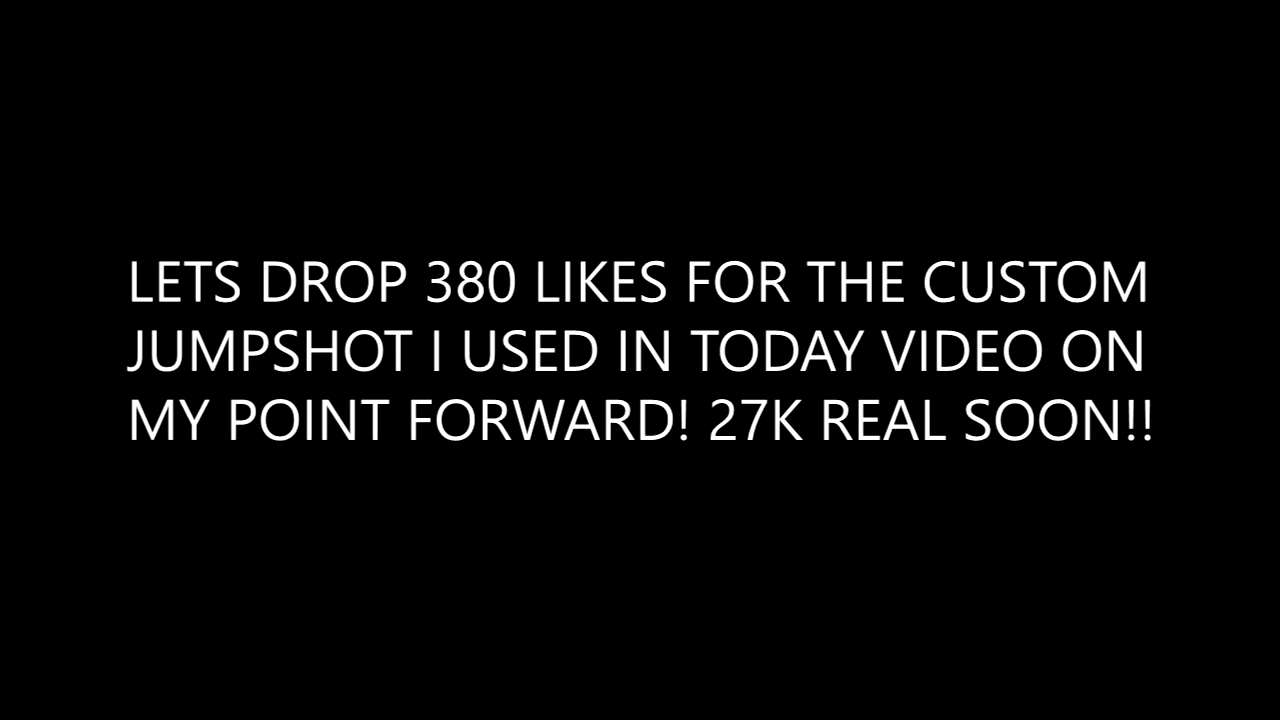 LETS DROP 380 LIKES FOR THE CUSTOM
JUMPSHOT I USED IN TODAY VIDEO ON
MY POINT FORWARD! 27K REAL SOON!!